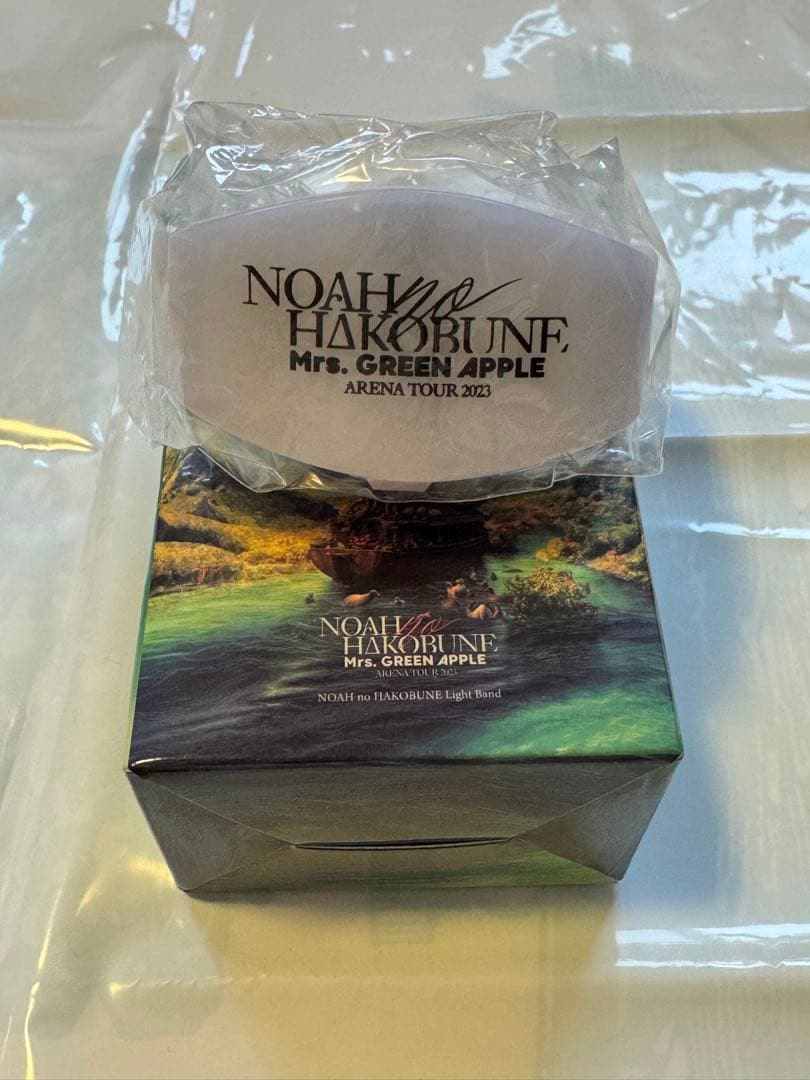 NOAH no
HAKOBUNE
Mrs. GREEN APPLE
ARENA TOUR 2023
NOAH no
HAKOBUNE
Mrs. GREEN APPLE
ARENA TOUR 2023
NOAH no HAKOBUNE Light Band